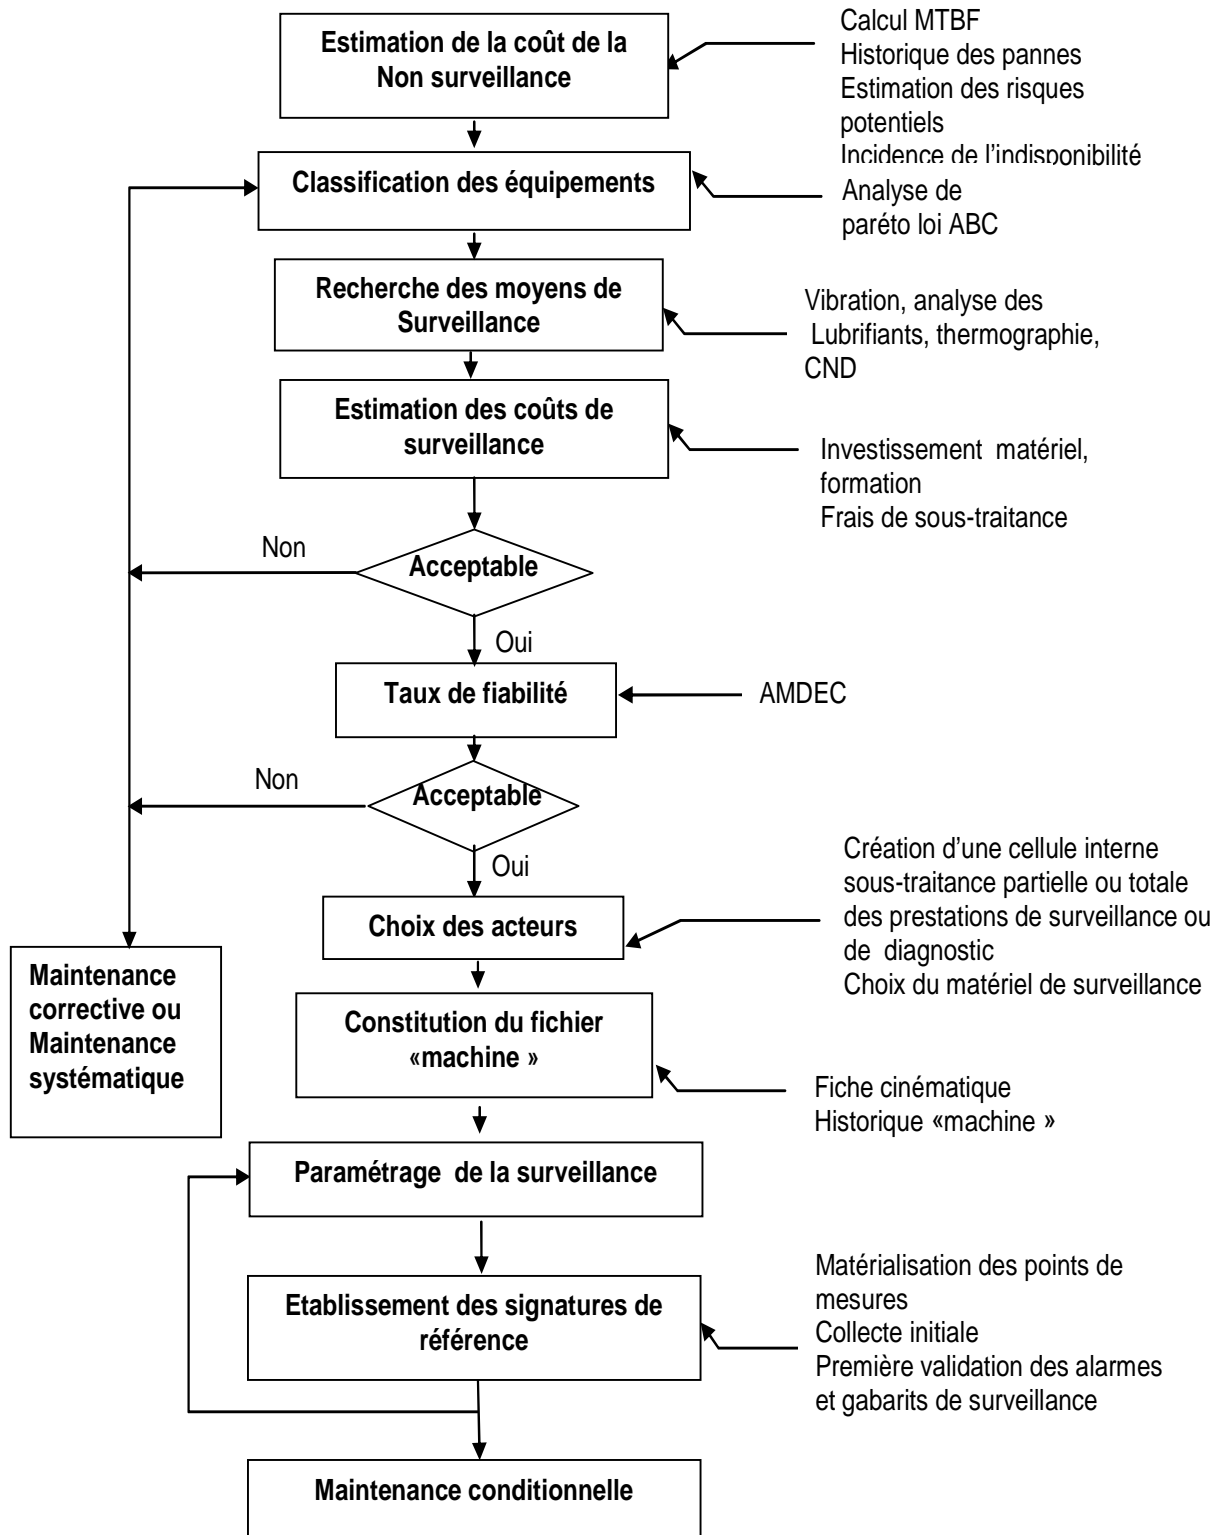 Estimation de la coût de la
Non surveillance
Calcul MTBF
Historique des pannes
Estimation des risques
potentiels
Incidence de l'indisponibilité
Classification des équipements
Analyse de
paréto loi ABC
Recherche des moyens de
Surveillance
Vibration, analyse des
Lubrifiants, thermographie,
CND
Estimation des coûts de
surveillance
Investissement matériel,
formation
Frais de sous-traitance
Non
Acceptable
Oui
Taux de fiabilité
AMDEC
Non
Acceptable
Oui
Choix des acteurs
Création d'une cellule interne
sous-traitance partielle ou totale
des prestations de surveillance ou
de diagnostic
Choix du matériel de surveillance
Maintenance
corrective ou
Maintenance
systématique
Constitution du fichier
«machine »
Fiche cinématique
Historique «machine »
Paramétrage de la surveillance
Etablissement des signatures de
référence
Matérialisation des points de
mesures
Collecte initiale
Première validation des alarmes
et gabarits de surveillance
Maintenance conditionnelle